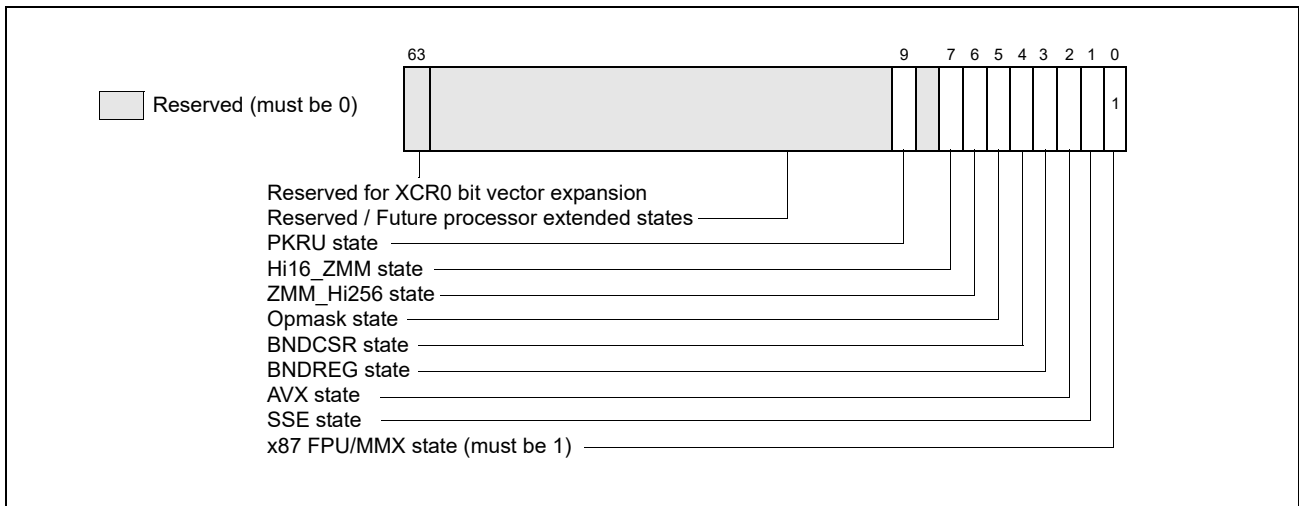 63 9 7 6 5 4 3 2 1 0
Reserved (must be 0)
1
Reserved for XCR0 bit vector expansion
Reserved / Future processor extended states
PKRU state
Hi16_ZMM state
ZMM_Hi256 state
Opmask state
BNDCSR state
BNDREG state
AVX state
SSE state
x87 FPU/MMX state (must be 1)